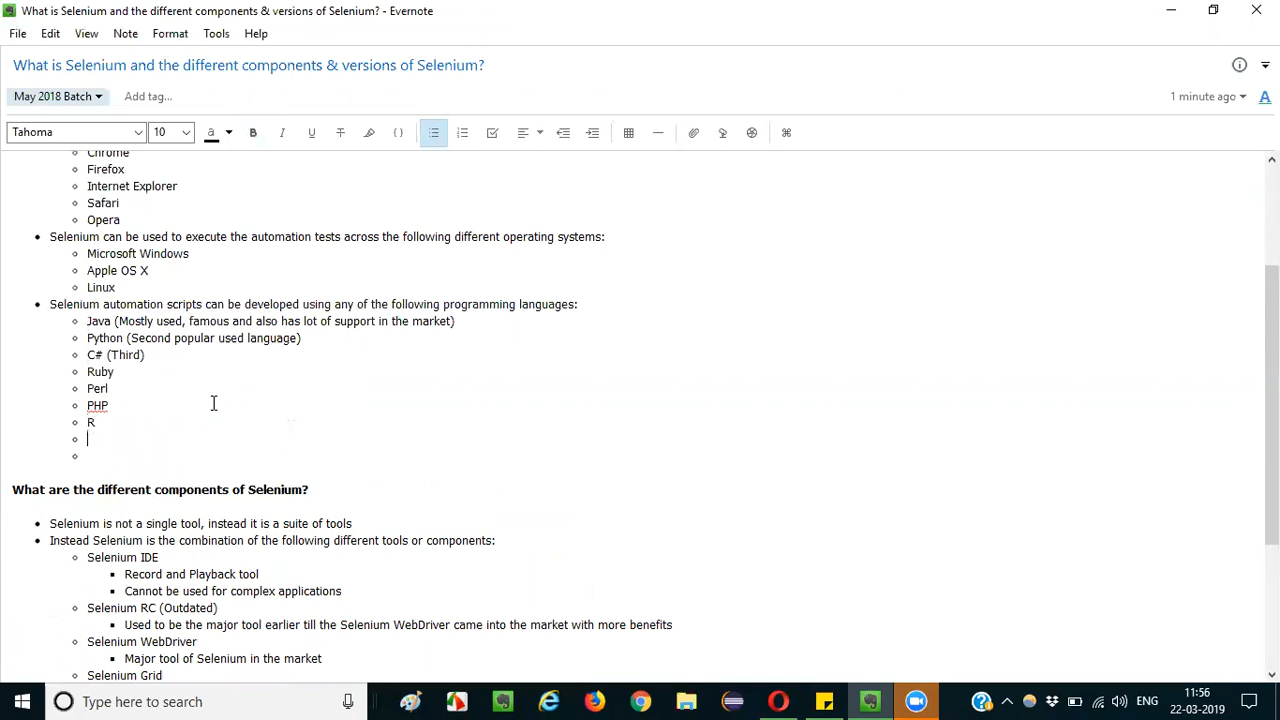 What is Selenium and the different components & versions of Selenium? - Evernote
File Edit View Note Format Tools Help
What is Selenium and the different components & versions of Selenium?
May 2018 Batch Add tag... 1 minute ago
Tahoma 10 a B I U T { } A
Chrome
Firefox
Internet Explorer
Safari
Opera
Selenium can be used to execute the automation tests across the following different operating systems:
Microsoft Windows
Apple OS X
Linux
Selenium automation scripts can be developed using any of the following programming languages:
Java (Mostly used, famous and also has lot of support in the market)
Python (Second popular used language)
C# (Third)
Ruby
Perl
PHP
R
What are the different components of Selenium?
Selenium is not a single tool, instead it is a suite of tools
Instead Selenium is the combination of the following different tools or components:
Selenium IDE
Record and Playback tool
Cannot be used for complex applications
Selenium RC (Outdated)
Used to be the major tool earlier till the Selenium WebDriver came into the market with more benefits
Selenium WebDriver
Major tool of Selenium in the market
Selenium Grid
Type here to search ENG 11:56
22-03-2019